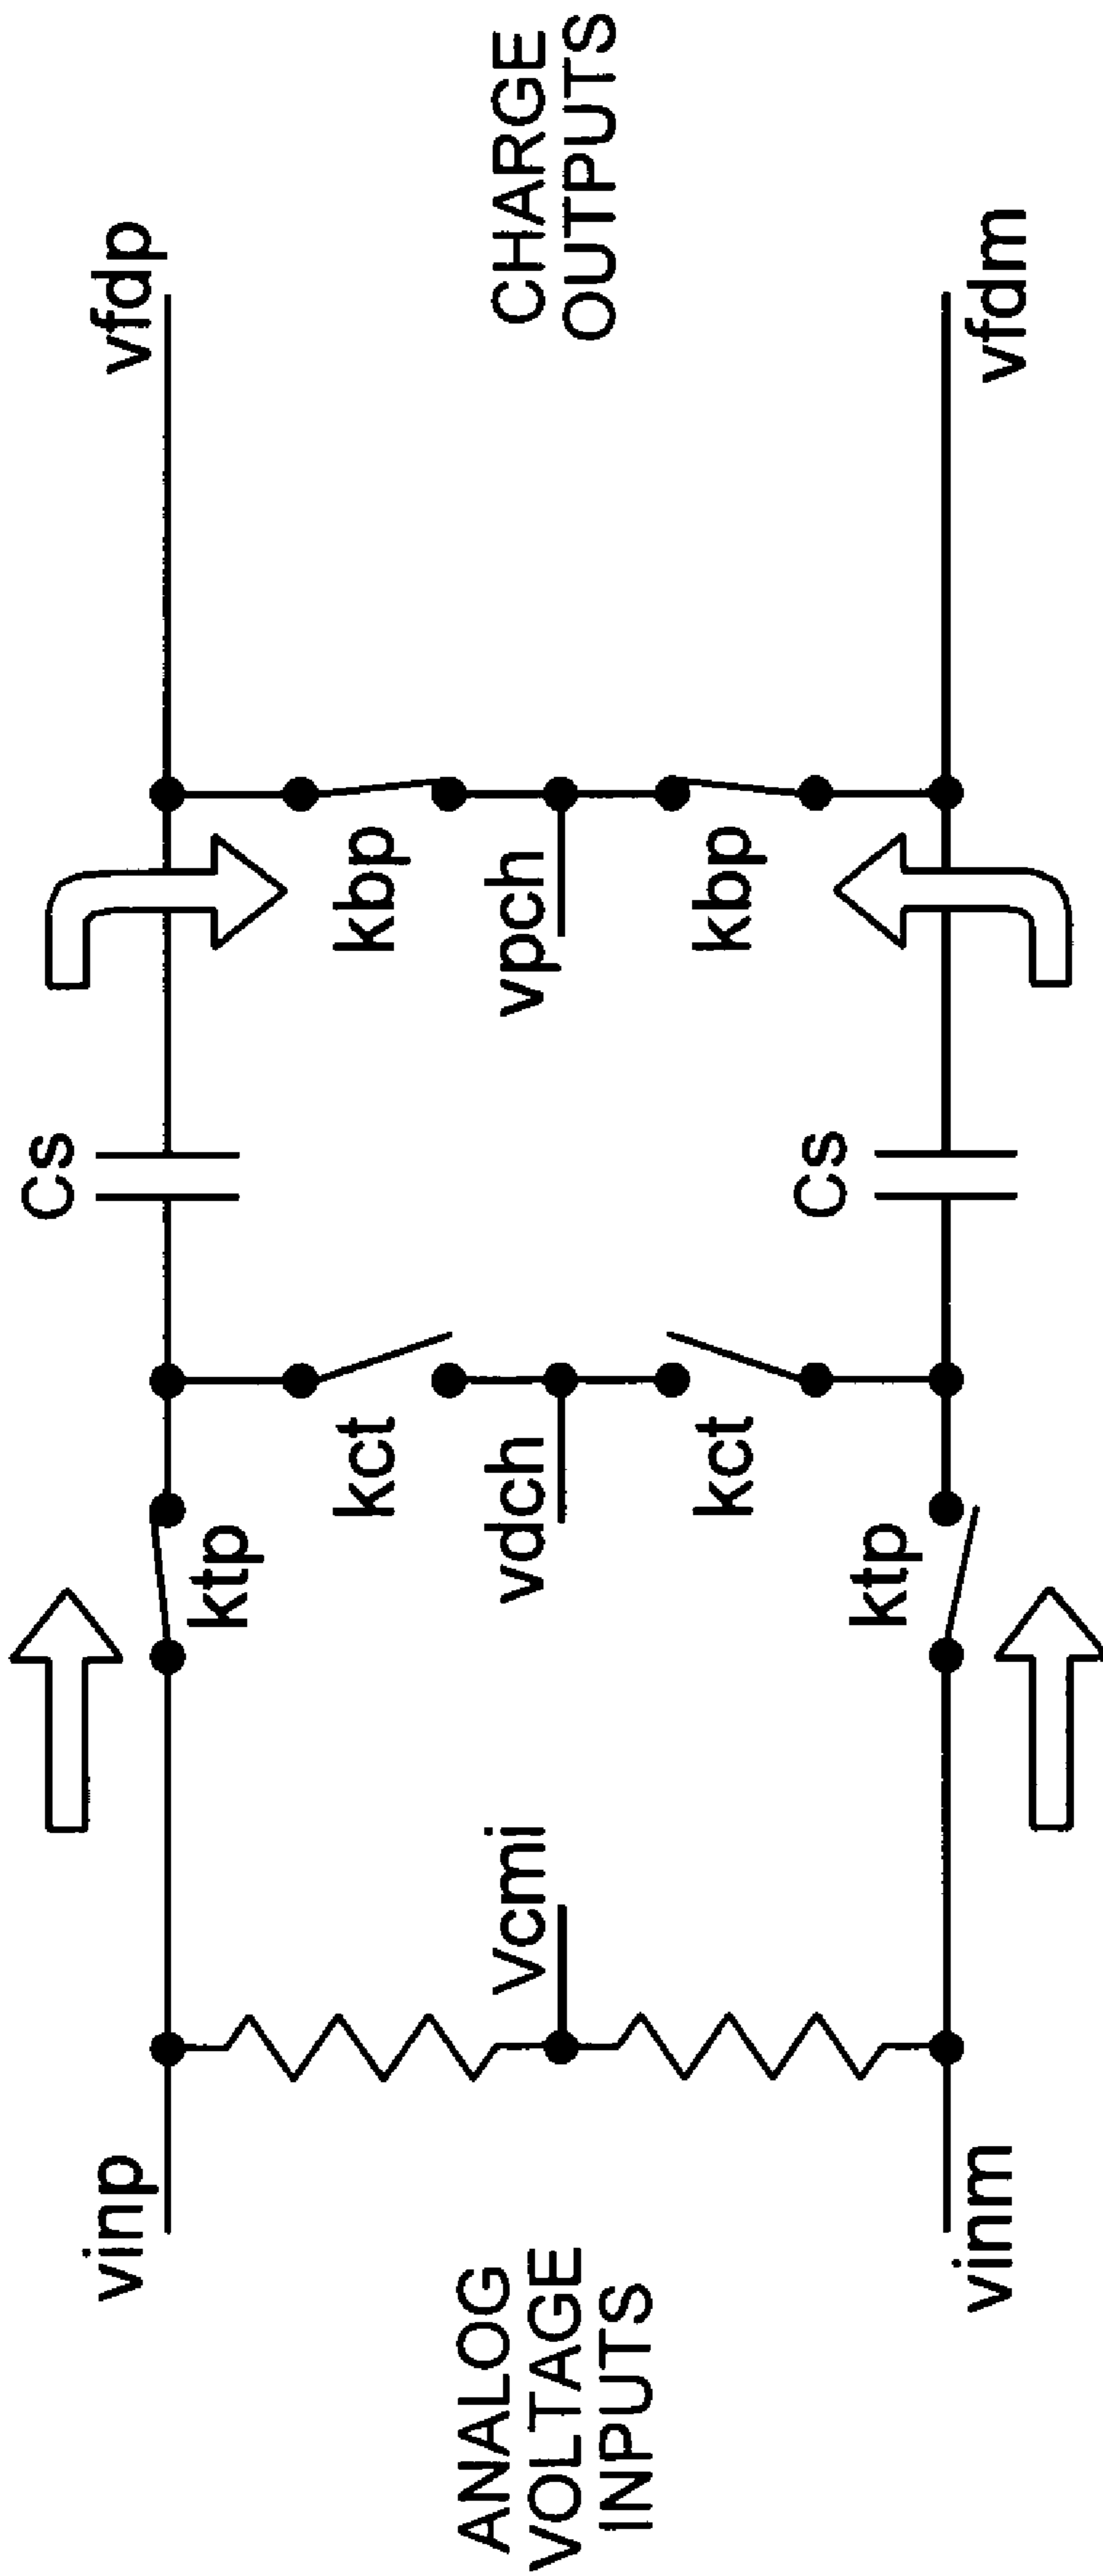 ANALOG
VOLTAGE
INPUTS
vinp
vinm
Vcmi
ktp
ktp
kct
vdch
kct
Cs
Cs
kbp
vpch
kbp
vfdp
vfdm
CHARGE
OUTPUTS